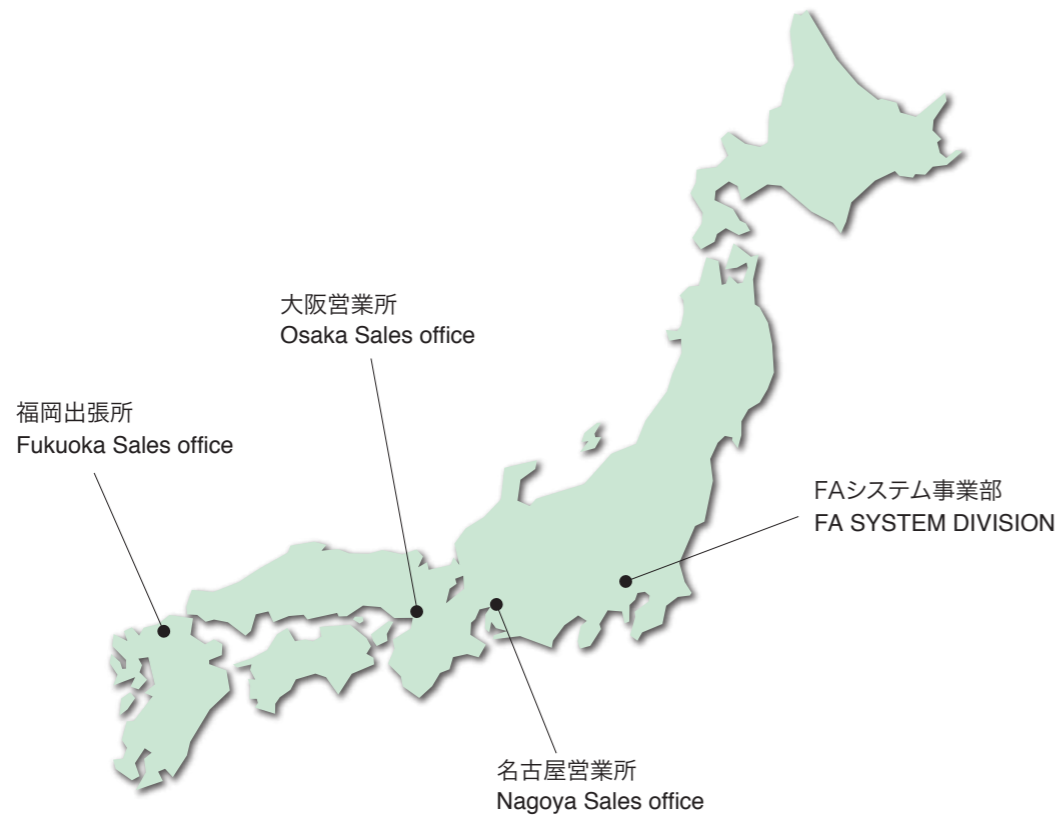 大阪営業所
Osaka Sales office
福岡出張所
Fukuoka Sales office
FAシステム事業部
FA SYSTEM DIVISION
名古屋営業所
Nagoya Sales office